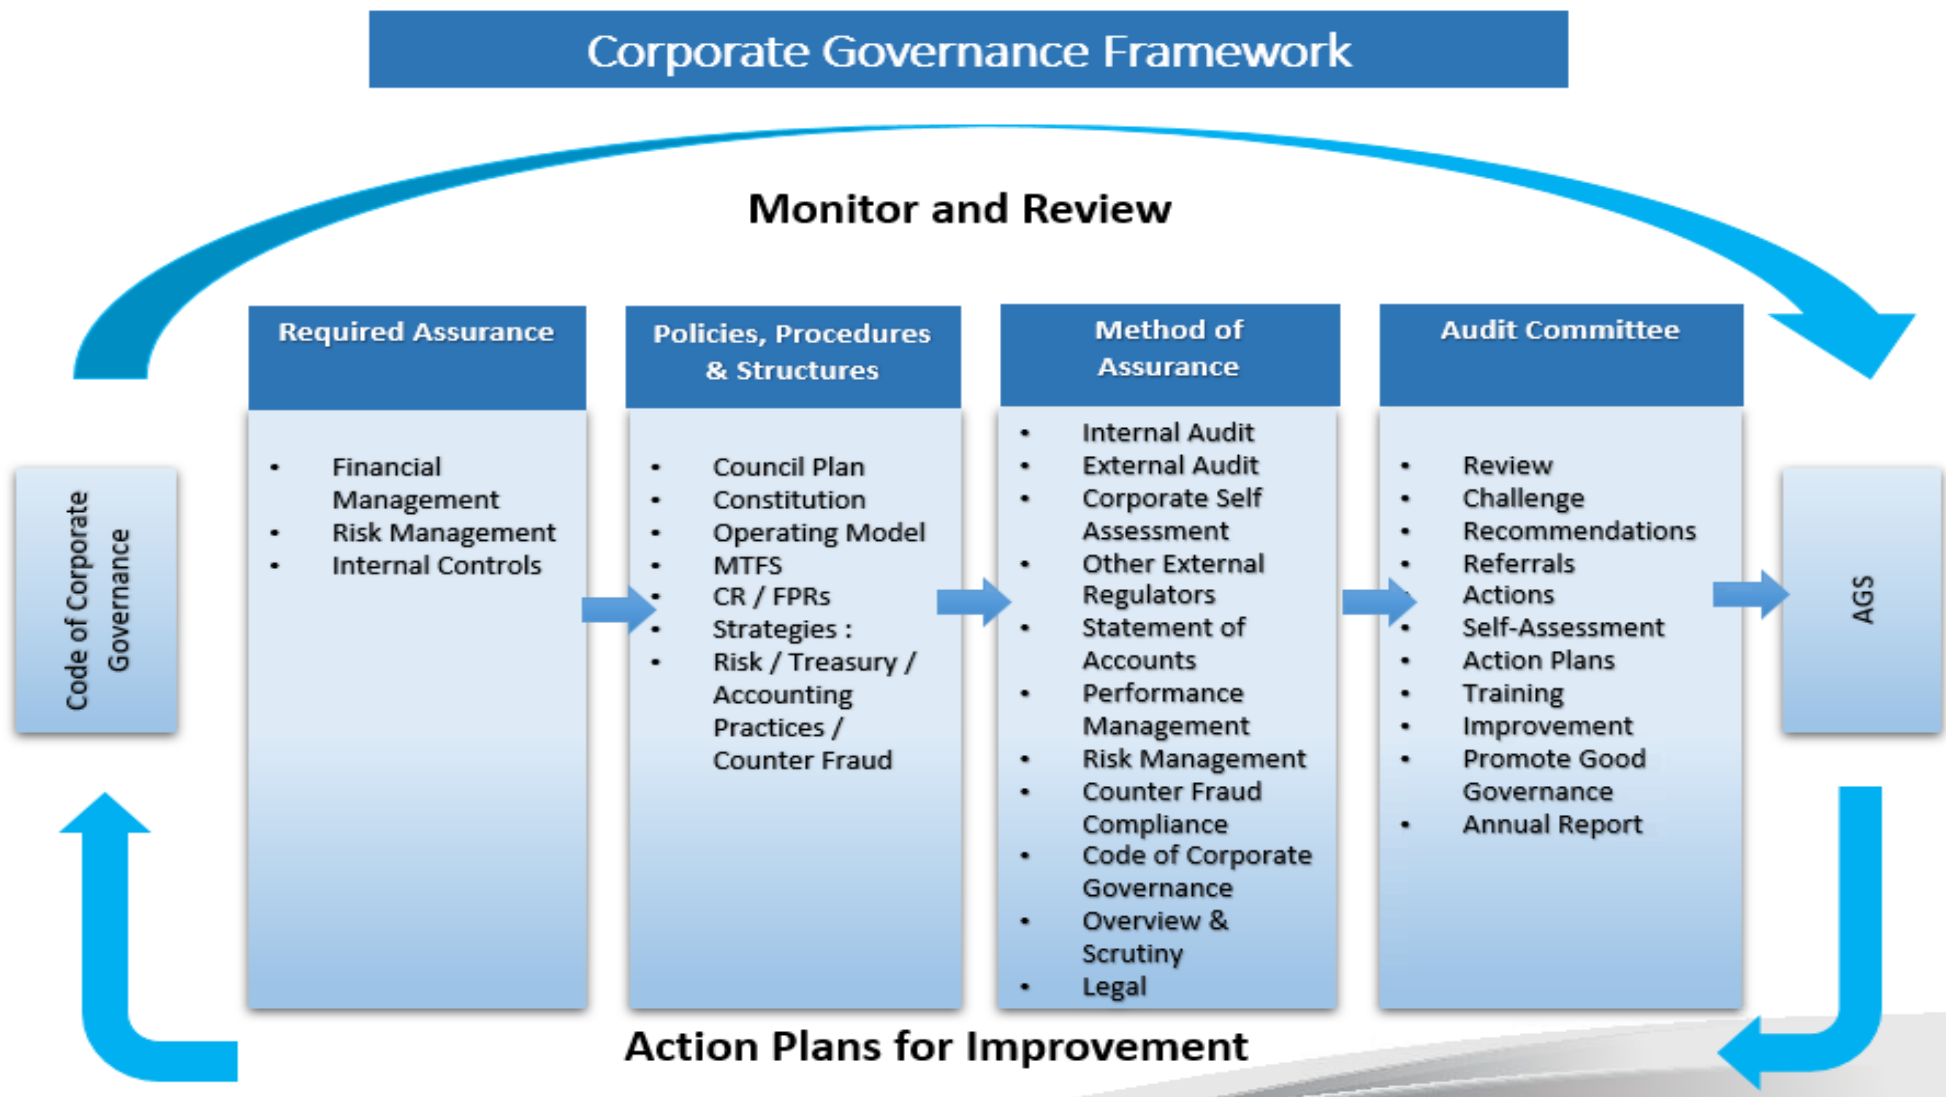 Corporate Governance Framework
Monitor and Review
Code of Corporate
Governance
Required Assurance
• Financial
Management
• Risk Management
• Internal Controls
Policies, Procedures
& Structures
• Council Plan
• Constitution
• Operating Model
• MTFS
• CR / FPRs
• Strategies :
• Risk / Treasury /
Accounting
Practices /
Counter Fraud
Method of
Assurance
• Internal Audit
• External Audit
• Corporate Self
Assessment
• Other External
Regulators
• Statement of
Accounts
• Performance
Management
• Risk Management
• Counter Fraud
Compliance
• Code of Corporate
Governance
• Overview &
Scrutiny
• Legal
Audit Committee
• Review
• Challenge
• Recommendations
• Referrals
• Actions
• Self-Assessment
• Action Plans
• Training
• Improvement
• Promote Good
Governance
• Annual Report
AGS
Action Plans for Improvement